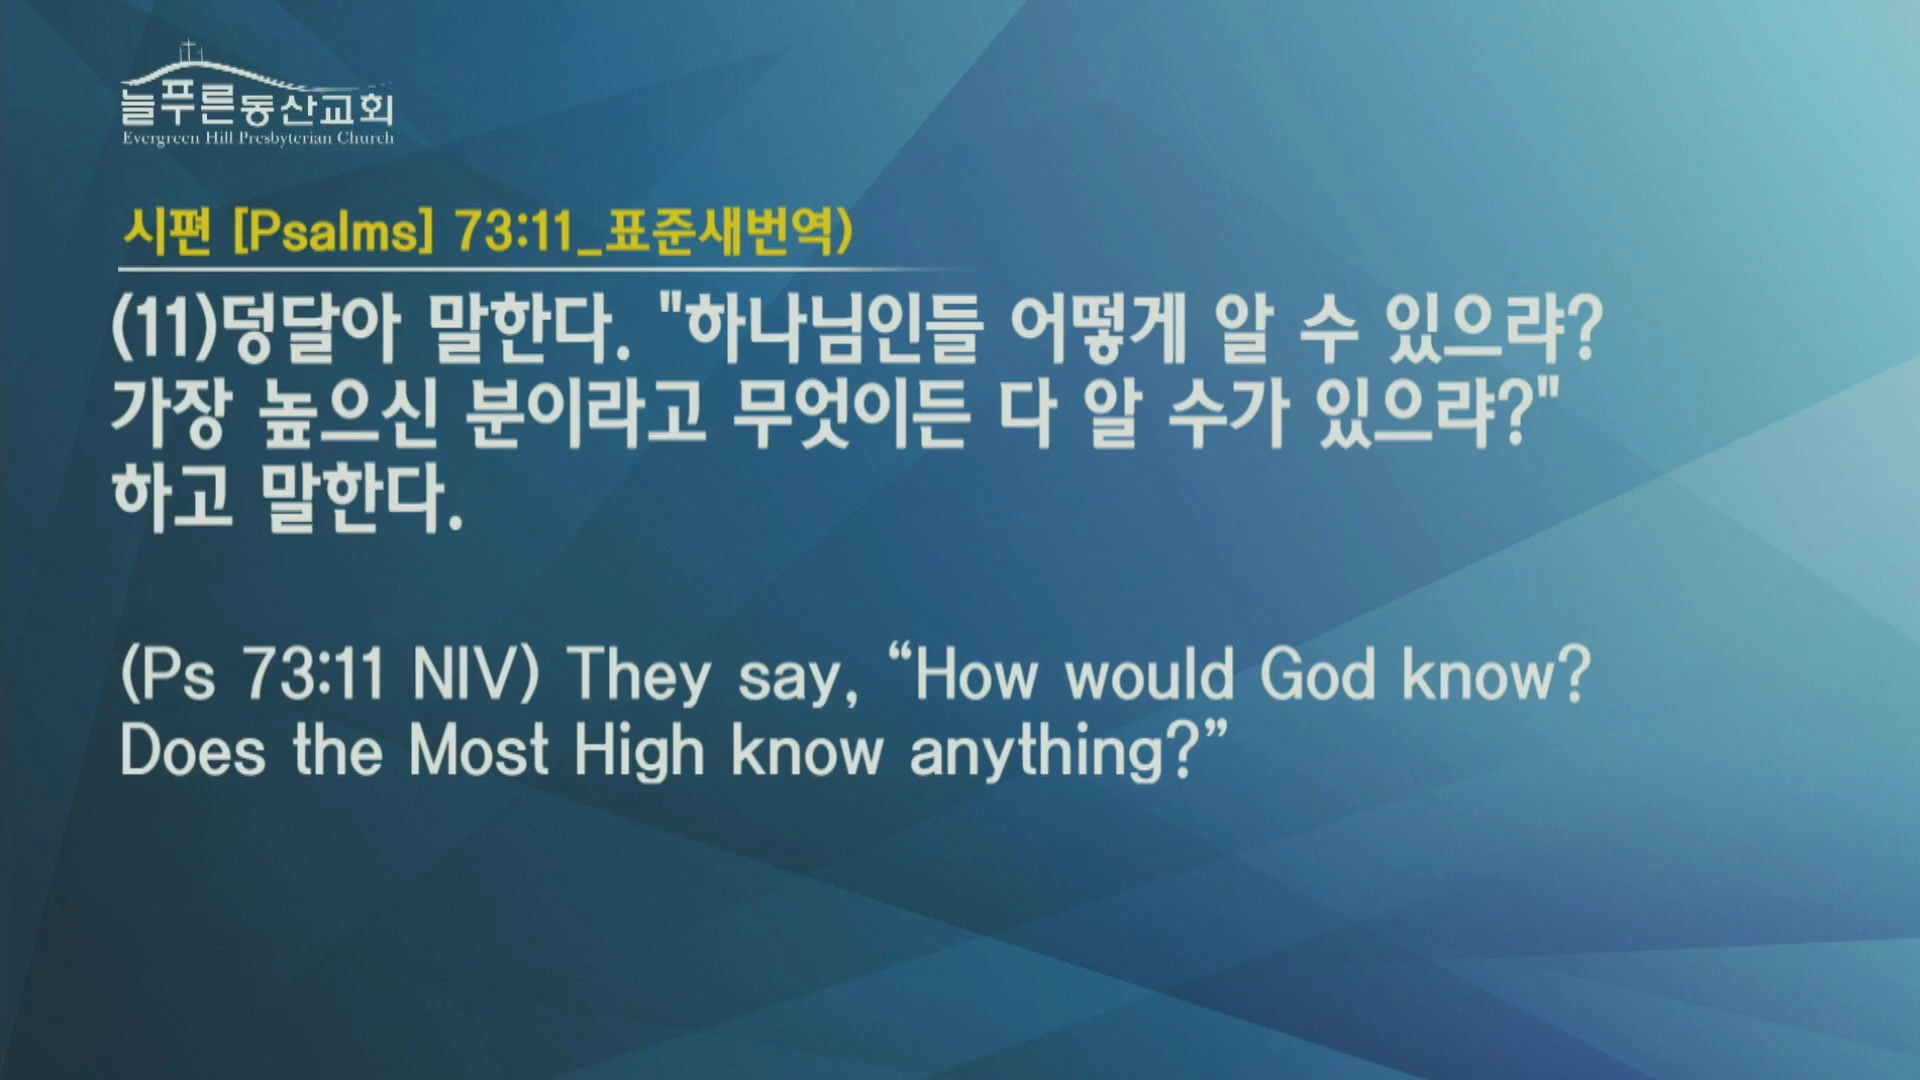 늘푸른동산교회
Evergreen Hill Presbyterian Church
시편 [Psalms] 73:11_표준새번역)
(11)덩달아 말한다. "하나님인들 어떻게 알 수 있으랴?
가장 높으신 분이라고 무엇이든 다 알 수가 있으랴?"
하고 말한다.
(Ps 73:11 NIV) They say, “How would God know?
Does the Most High know anything?”